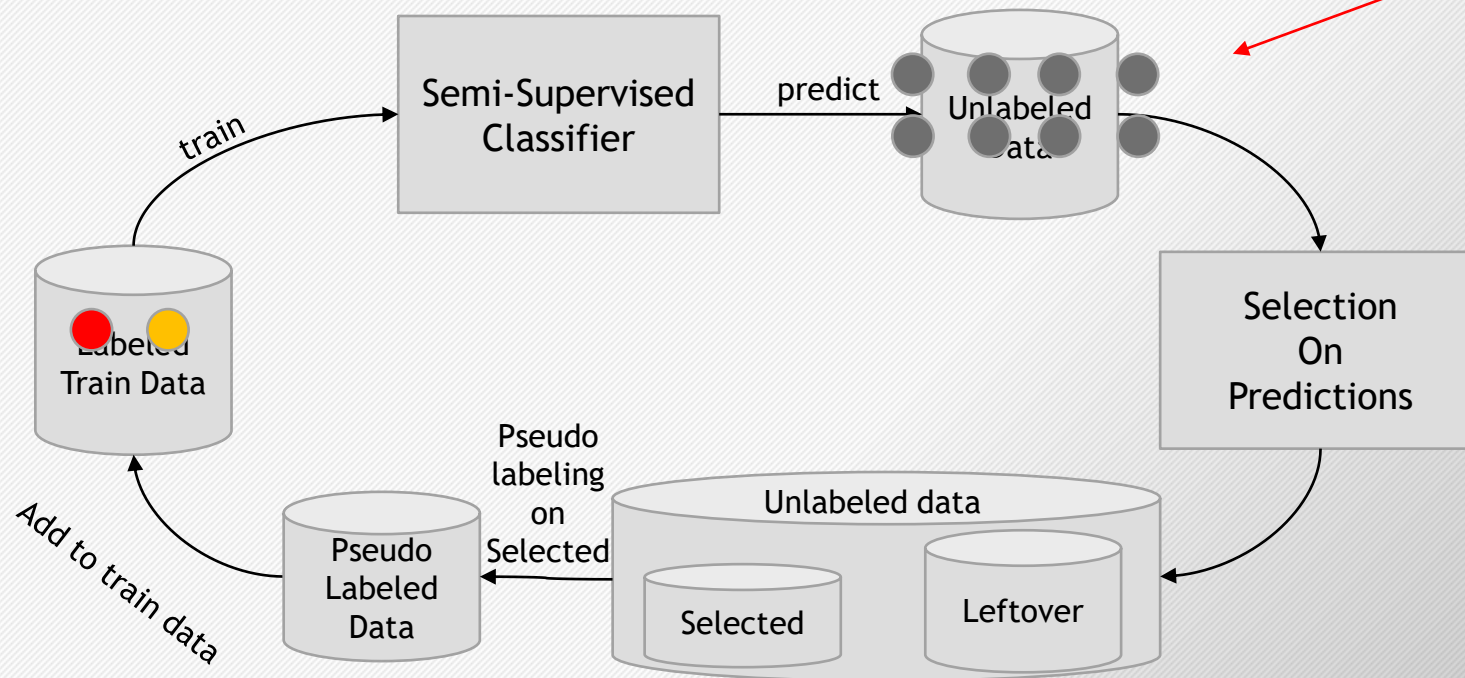 Semi-Supervised
Classifier
predict
Unlabeled
Data
train
Labeled
Train Data
Selection
On
Predictions
Pseudo
labeling
on
Selected
Unlabeled data
Selected
Leftover
Pseudo
Labeled
Data
Add to train data